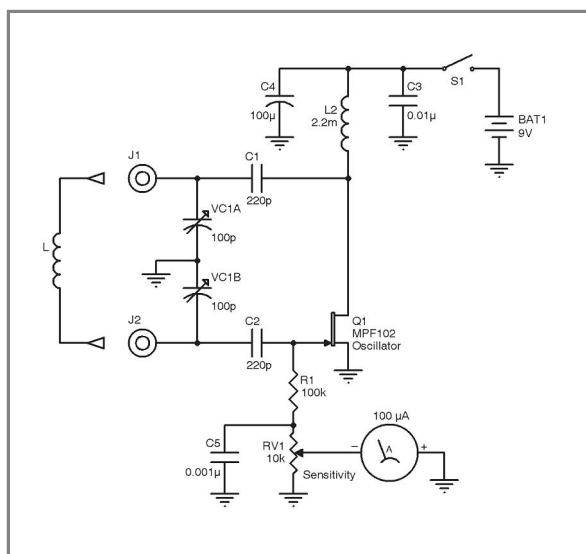 C4
100µ
L2
2.2m
C3
0.01µ
S1
BAT1
9V
J1
C1
220p
VC1A
100p
L
VC1B
100p
J2
C2
220p
Q1
MPF102
Oscillator
R1
100k
C5
0.001µ
RV1
10k
Sensitivity
100 µA
–
A
+